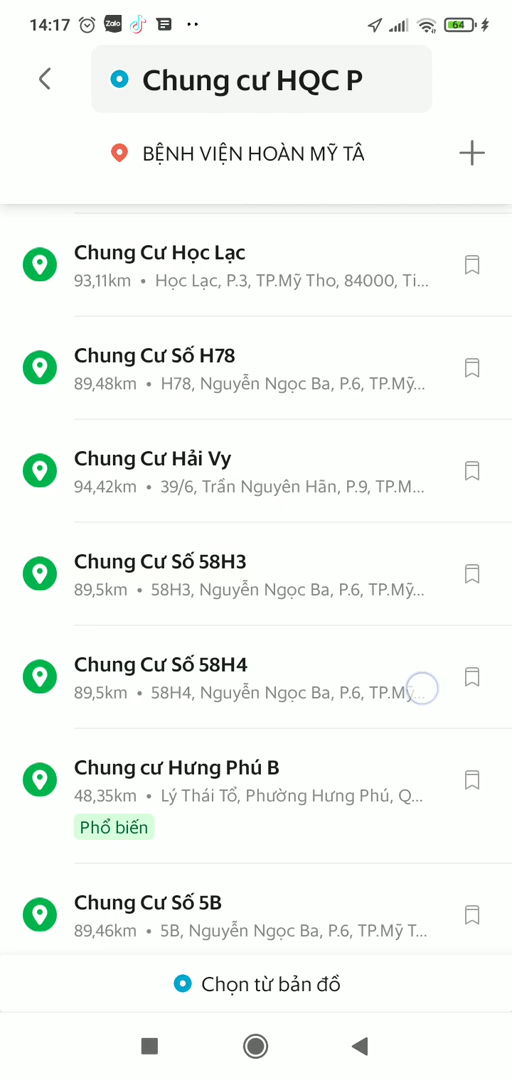 14:17
Zalo
64
Chung cư HQC P
BỆNH VIỆN HOÀN MỸ TÂ
Chung Cư Học Lạc
93,11km • Học Lạc, P.3, TP.Mỹ Tho, 84000, Ti...
Chung Cư Số H78
89,48km • H78, Nguyễn Ngọc Ba, P.6, TP.Mỹ...
Chung Cư Hải Vy
94,42km • 39/6, Trần Nguyên Hãn, P.9, TP.M...
Chung Cư Số 58H3
89,5km • 58H3, Nguyễn Ngọc Ba, P.6, TP.Mỹ...
Chung Cư Số 58H4
89,5km • 58H4, Nguyễn Ngọc Ba, P.6, TP.Mỹ...
Chung cư Hưng Phú B
48,35km • Lý Thái Tổ, Phường Hưng Phú, Q...
Phổ biến
Chung Cư Số 5B
89,46km • 5B, Nguyễn Ngọc Ba, P.6, TP.Mỹ T...
Chọn từ bản đồ